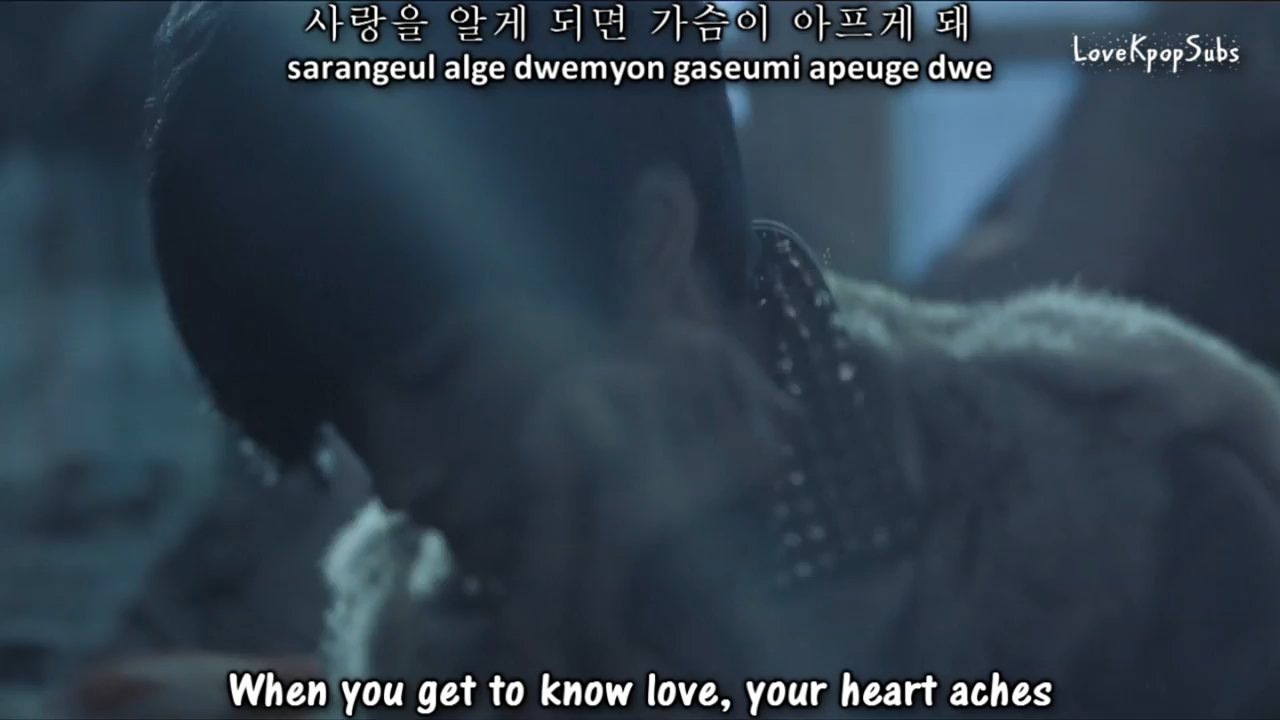 사랑을 알게 되면 가슴이 아프게 돼
LoveKpopSubs
sarangeul alge dwemyon gaseumi apeuge dwe
When you get to know love, your heart aches